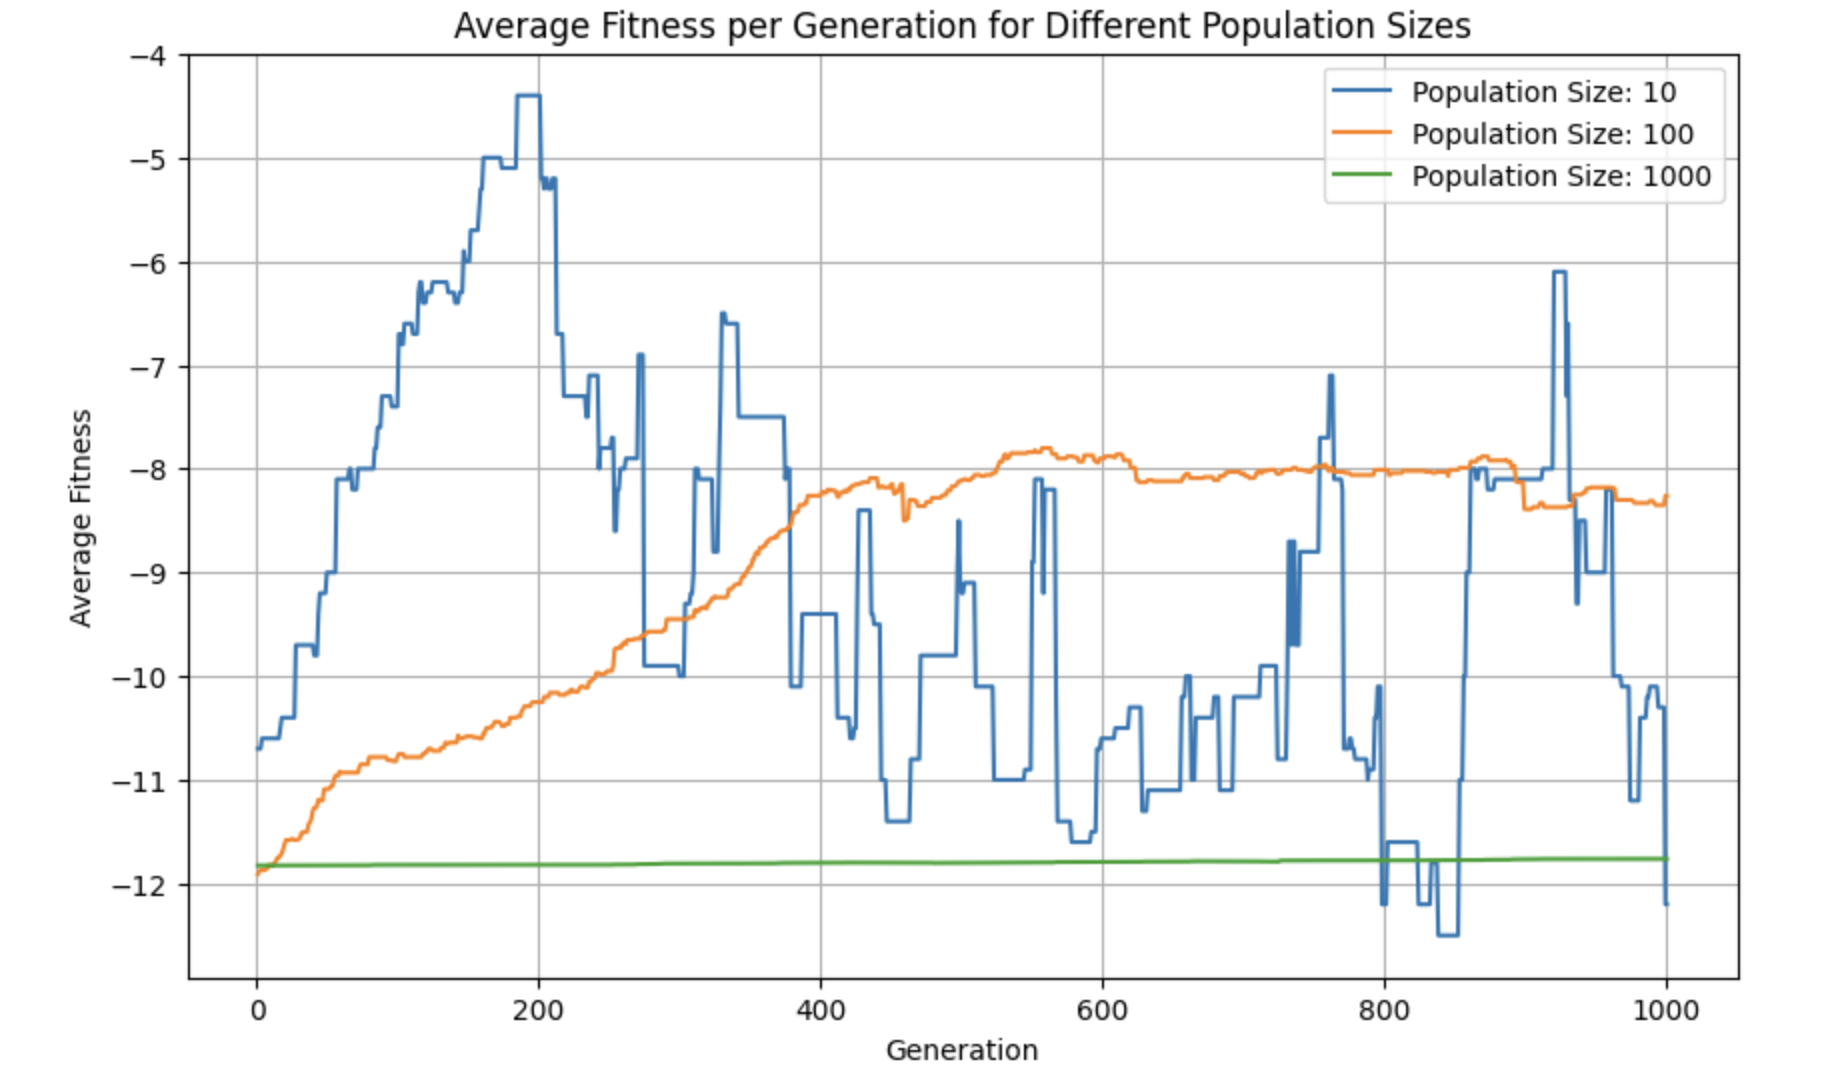 Average Fitness per Generation for Different Population Sizes
−4
−5
−6
−7
−8
−9
−10
−11
−12
Average Fitness
Population Size: 10
Population Size: 100
Population Size: 1000
0 200 400 600 800 1000
Generation